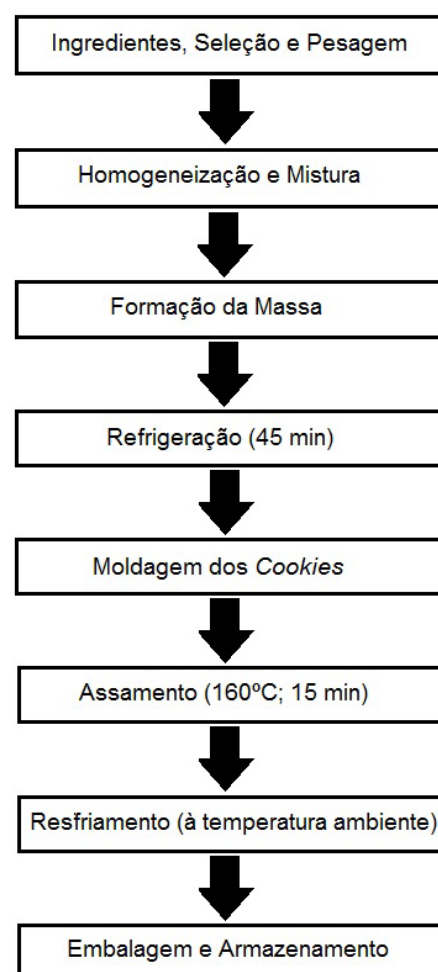 Ingredientes, Seleção e Pesagem
Homogeneização e Mistura
Formação da Massa
Refrigeração (45 min)
Moldagem dos Cookies
Assamento (160ºC; 15 min)
Resfriamento (à temperatura ambiente)
Embalagem e Armazenamento